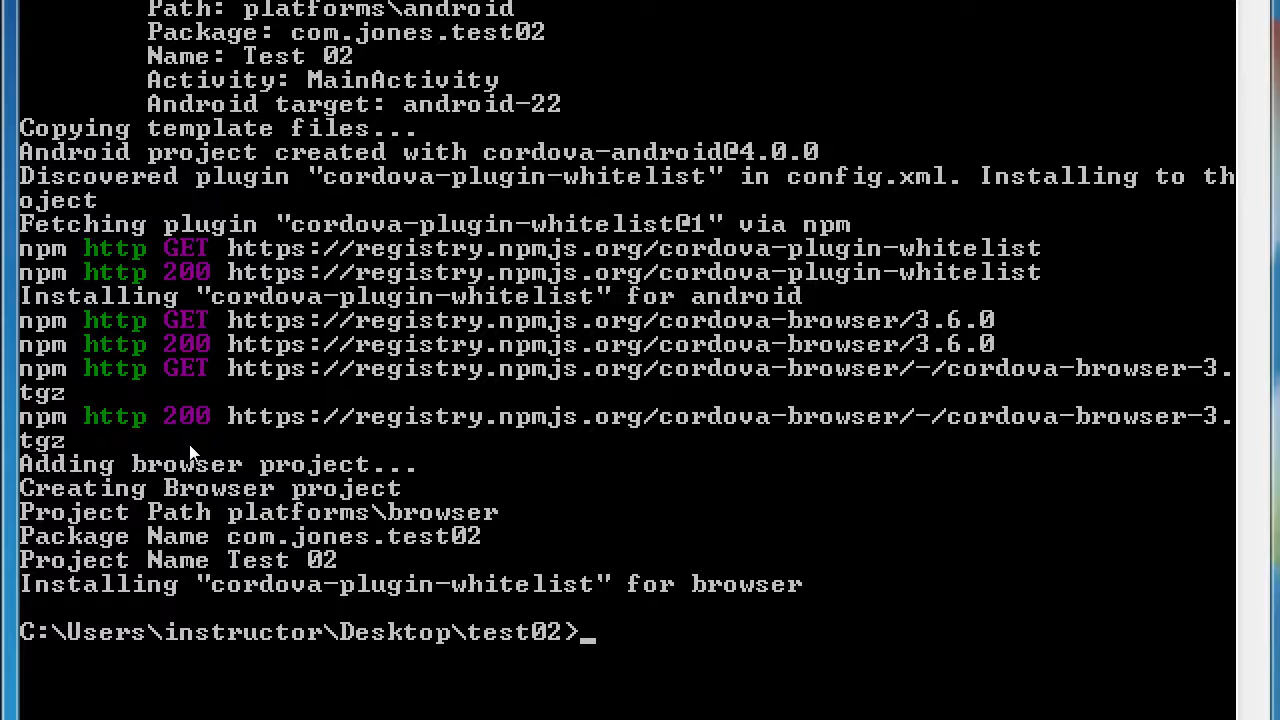 Path: platforms\android
Package: com.jones.test02
Name: Test 02
Activity: MainActivity
Android target: android-22
Copying template files...
Android project created with cordova-android@4.0.0
Discovered plugin "cordova-plugin-whitelist" in config.xml. Installing to th
oject
Fetching plugin "cordova-plugin-whitelist@1" via npm
npm http GET https://registry.npmjs.org/cordova-plugin-whitelist
npm http 200 https://registry.npmjs.org/cordova-plugin-whitelist
Installing "cordova-plugin-whitelist" for android
npm http GET https://registry.npmjs.org/cordova-browser/3.6.0
npm http 200 https://registry.npmjs.org/cordova-browser/3.6.0
npm http GET https://registry.npmjs.org/cordova-browser/-/cordova-browser-3.
tgz
npm http 200 https://registry.npmjs.org/cordova-browser/-/cordova-browser-3.
tgz
Adding browser project...
Creating Browser project
Project Path platforms\browser
Package Name com.jones.test02
Project Name Test 02
Installing "cordova-plugin-whitelist" for browser
C:\Users\instructor\Desktop\test02>_